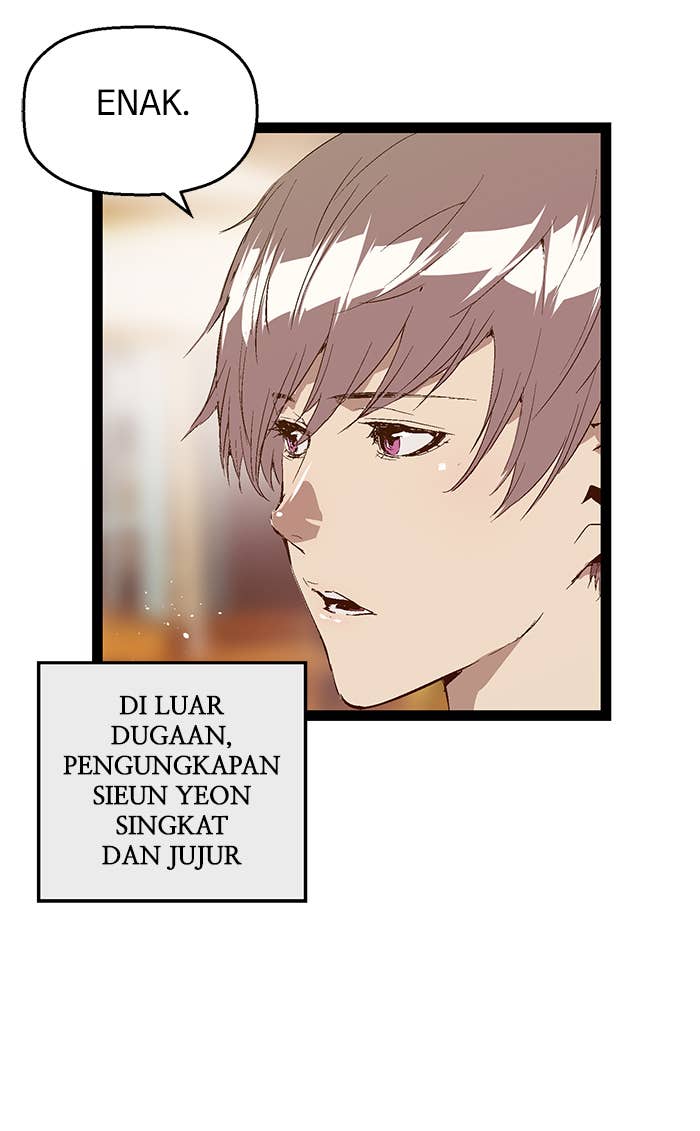 ENAK.
DI LUAR
DUGAAN,
PENGUNGKAPAN
SIEUN YEON
SINGKAT
DAN JUJUR